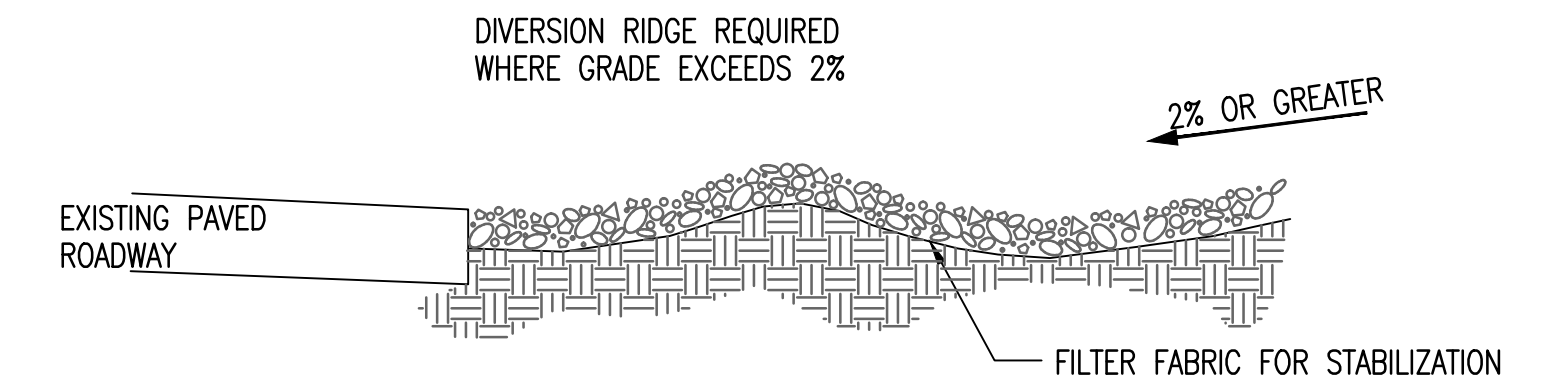 DIVERSION RIDGE REQUIRED
WHERE GRADE EXCEEDS 2%
2% OR GREATER
EXISTING PAVED
ROADWAY
FILTER FABRIC FOR STABILIZATION